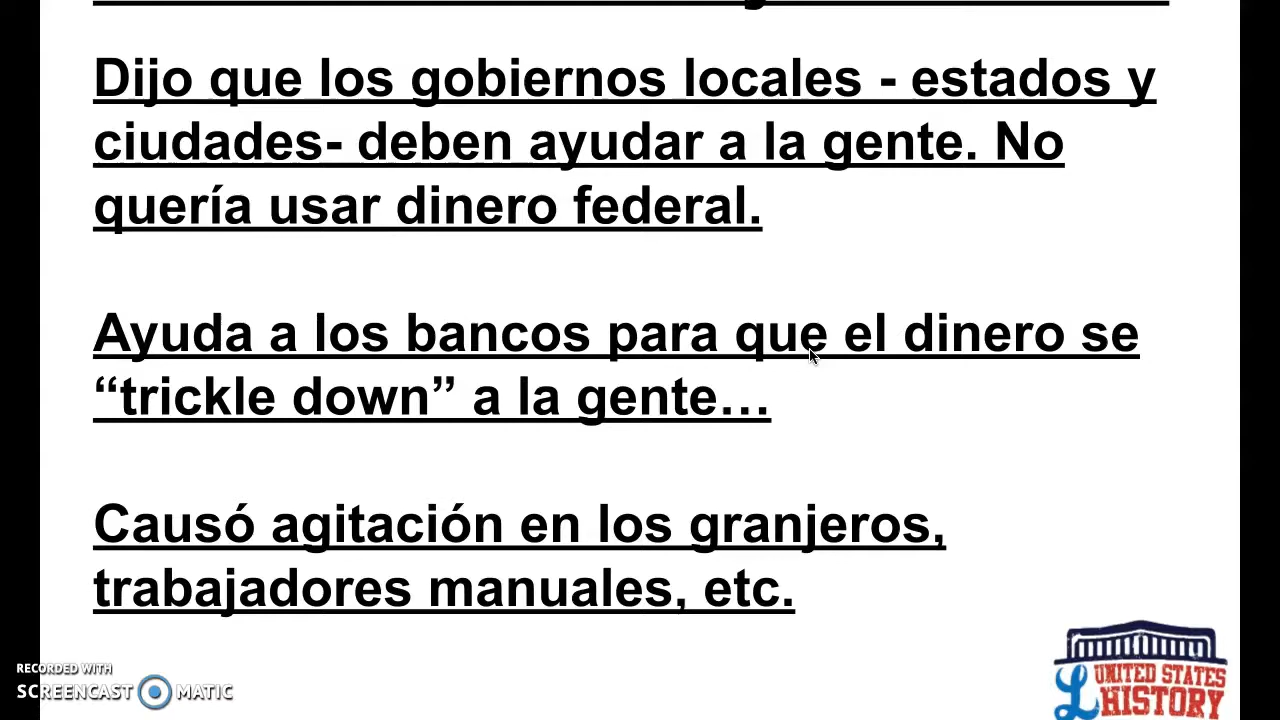 Dijo que los gobiernos locales - estados y
ciudades- deben ayudar a la gente. No
quería usar dinero federal.
Ayuda a los bancos para que el dinero se
“trickle down” a la gente…
Causó agitación en los granjeros,
trabajadores manuales, etc.
RECORDED WITH
SCREENCAST MATIC
UNITED STATES
HISTORY